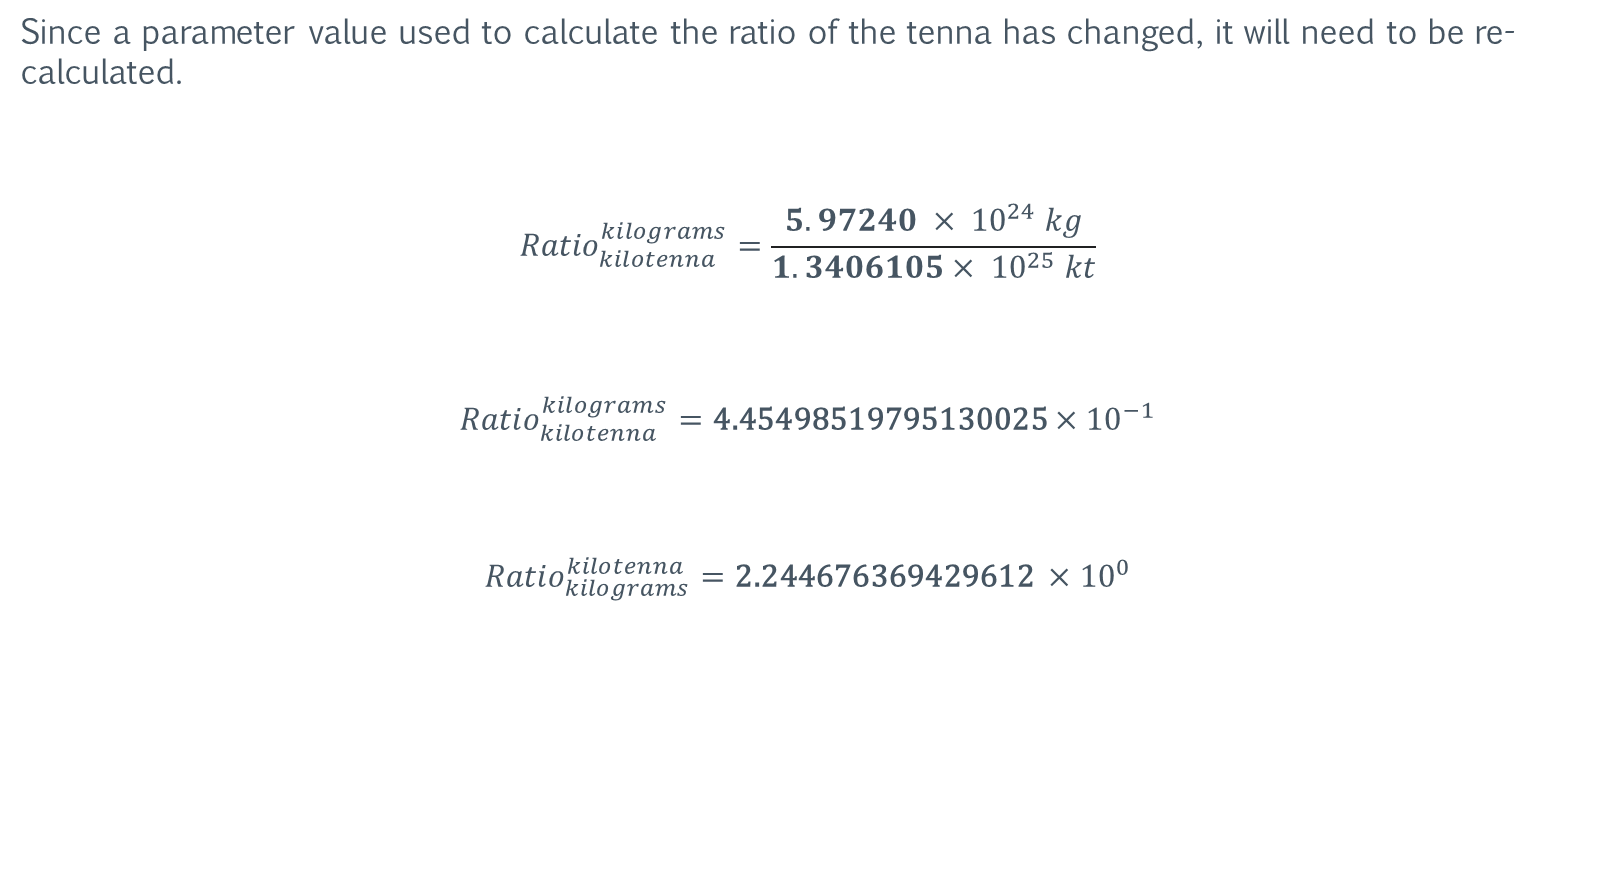 Since a parameter value used to calculate the ratio of the tenna has changed, it will need to be re-
calculated.
Ratio^{kilograms}_{kilotenna} = \frac{5.97240 × 10^{24} kg}{1.3406105 × 10^{25} kt}
Ratio^{kilograms}_{kilotenna} = 4.45498519795130025 × 10^{−1}
Ratio^{kilotenna}_{kilograms} = 2.244676369429612 × 10^{0}